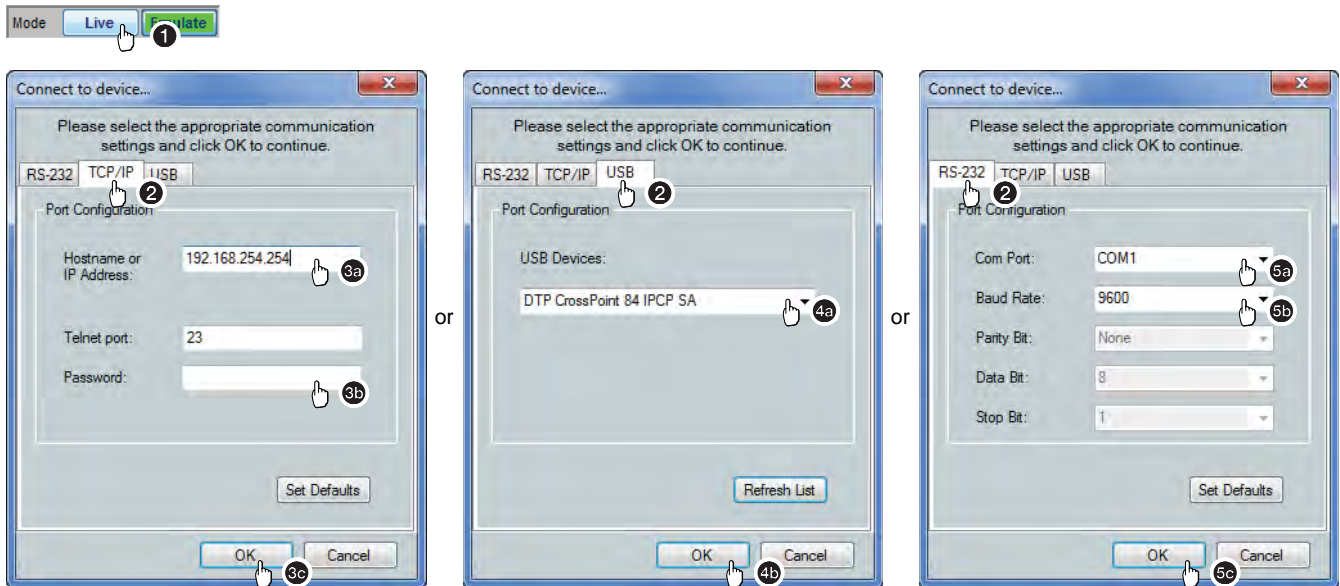 Mode Live Emulate
1
Connect to device...
Please select the appropriate communication
settings and click OK to continue.
RS-232 TCP/IP USB
2
Port Configuration
Hostname or
IP Address: 192.168.254.254
3a
Telnet port: 23
Password:
3b
Set Defaults
OK Cancel
3c
or
Connect to device...
Please select the appropriate communication
settings and click OK to continue.
RS-232 TCP/IP USB
2
Port Configuration
USB Devices:
DTP CrossPoint 84 IPCP SA
4a
Refresh List
OK Cancel
4b
or
Connect to device...
Please select the appropriate communication
settings and click OK to continue.
RS-232 TCP/IP USB
2
Port Configuration
Com Port: COM1
5a
Baud Rate: 9600
5b
Parity Bit: None
Data Bit: 8
Stop Bit: 1
Set Defaults
OK Cancel
5c